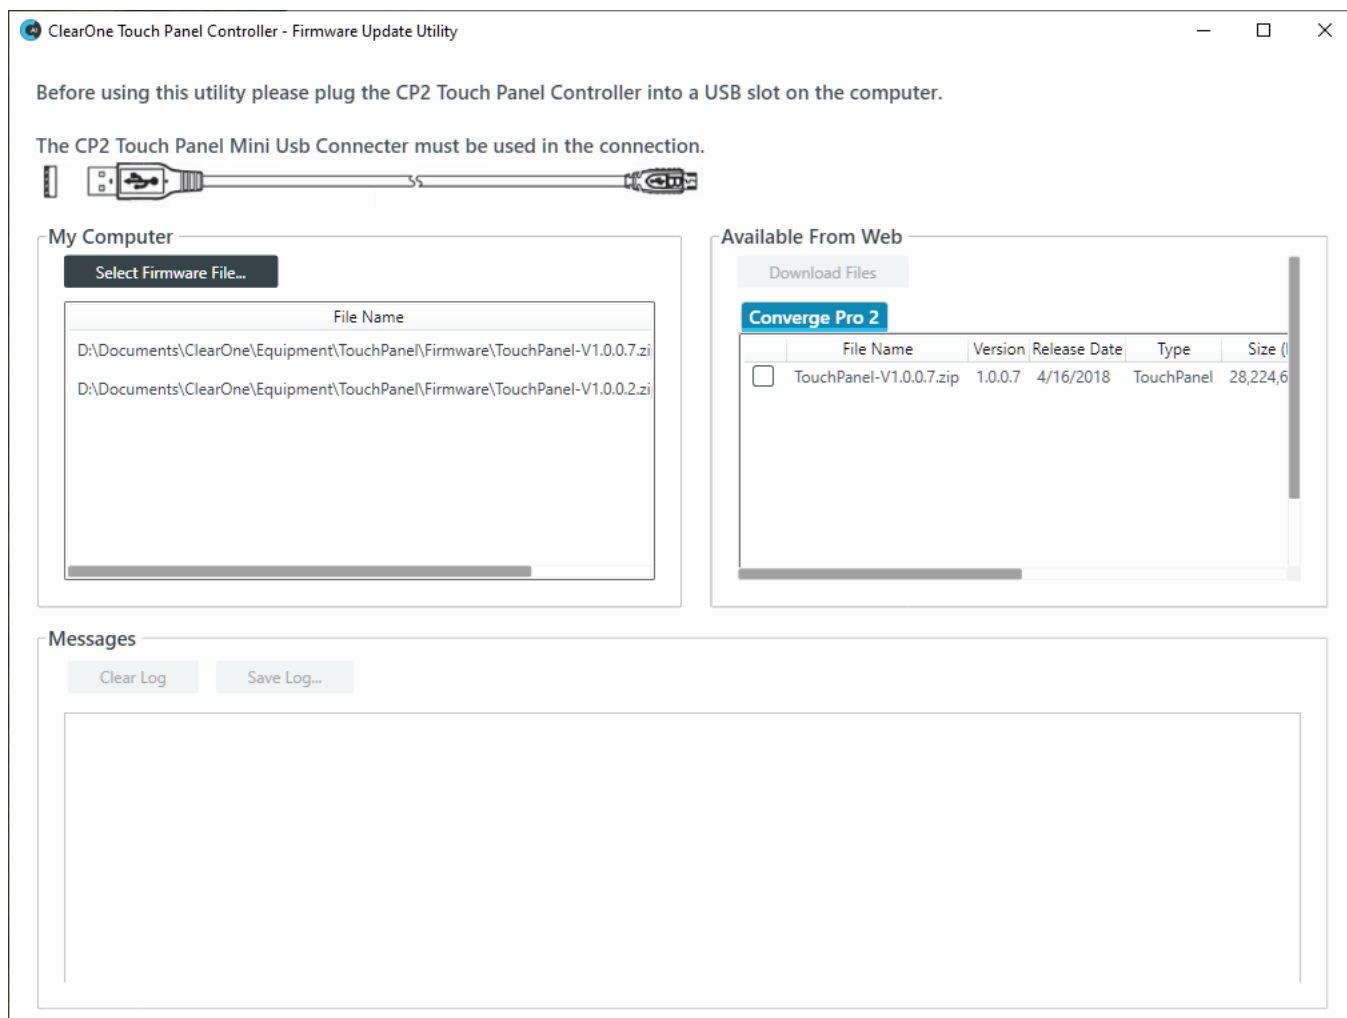 ClearOne Touch Panel Controller - Firmware Update Utility
Before using this utility please plug the CP2 Touch Panel Controller into a USB slot on the computer.
The CP2 Touch Panel Mini Usb Connecter must be used in the connection.
My Computer
Select Firmware File...
File Name
D:\Documents\ClearOne\Equipment\TouchPanel\Firmware\TouchPanel-V1.0.0.7.zi
D:\Documents\ClearOne\Equipment\TouchPanel\Firmware\TouchPanel-V1.0.0.2.zi
Available From Web
Download Files
Converge Pro 2
File Name Version Release Date Type Size (
TouchPanel-V1.0.0.7.zip 1.0.0.7 4/16/2018 TouchPanel 28,224,6
Messages
Clear Log Save Log...